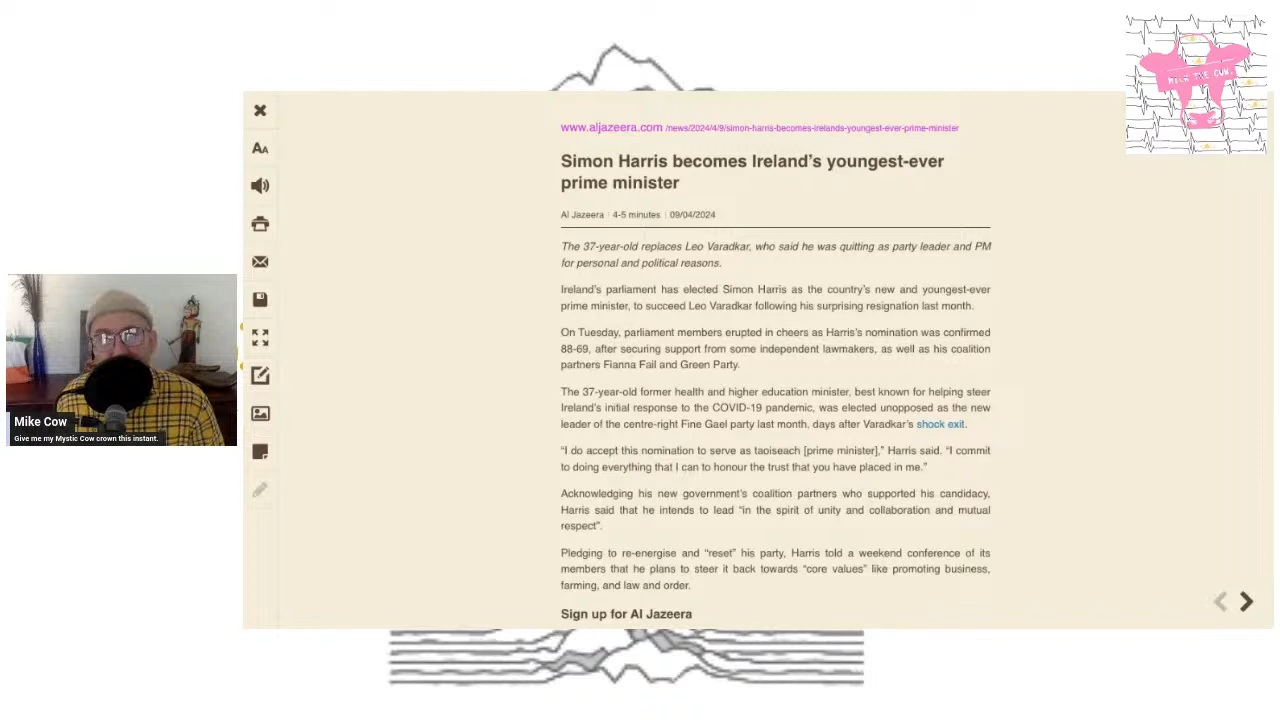 www.aljazeera.com /news/2024/4/9/simon-harris-becomes-irelands-youngest-ever-prime-minister
Simon Harris becomes Ireland's youngest-ever
prime minister
Al Jazeera | 4-5 minutes | 09/04/2024
The 37-year-old replaces Leo Varadkar, who said he was quitting as party leader and PM
for personal and political reasons.
Ireland's parliament has elected Simon Harris as the country's new and youngest-ever
prime minister, to succeed Leo Varadkar following his surprising resignation last month.
On Tuesday, parliament members erupted in cheers as Harris's nomination was confirmed
88-69, after securing support from some independent lawmakers, as well as his coalition
partners Fianna Fail and Green Party.
The 37-year-old former health and higher education minister, best known for helping steer
Ireland's initial response to the COVID-19 pandemic, was elected unopposed as the new
leader of the centre-right Fine Gael party last month, days after Varadkar's shock exit.
"I do accept this nomination to serve as taoiseach [prime minister]," Harris said. "I commit
to doing everything that I can to honour the trust that you have placed in me."
Acknowledging his new government's coalition partners who supported his candidacy,
Harris said that he intends to lead "in the spirit of unity and collaboration and mutual
respect".
Pledging to re-energise and "reset" his party, Harris told a weekend conference of its
members that he plans to steer it back towards "core values" like promoting business,
farming, and law and order.
Sign up for Al Jazeera
AA
Mike Cow
Give me my Mystic Cow crown this instant.
MILK THE COW.